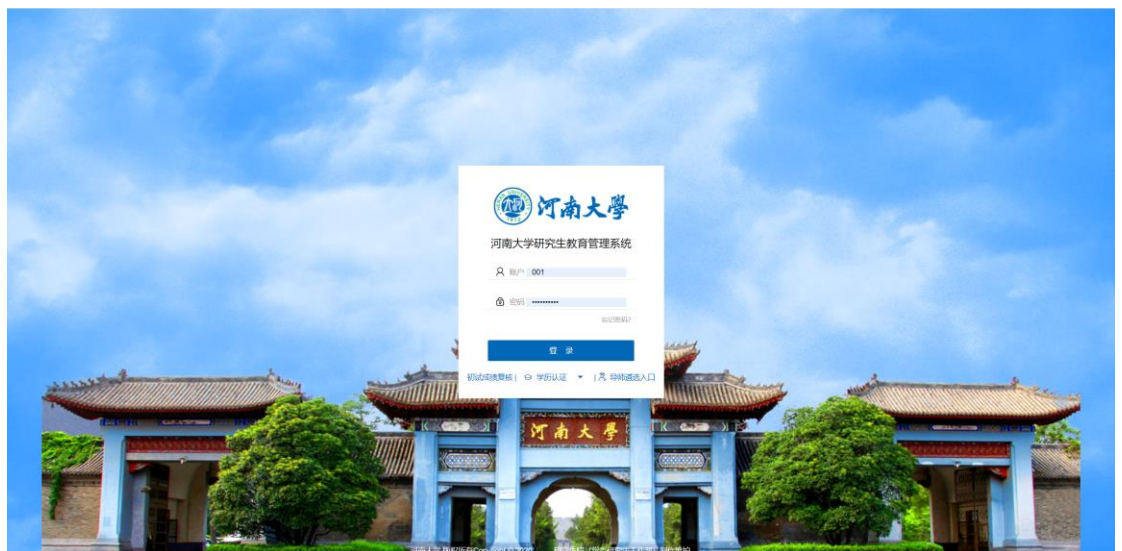 河南大學
河南大学研究生教育管理系统
账户 001
密码 ••••••••••
忘记密码?
登 录
初试成绩复核 | 学历认证 | 导师遴选入口
河南大學